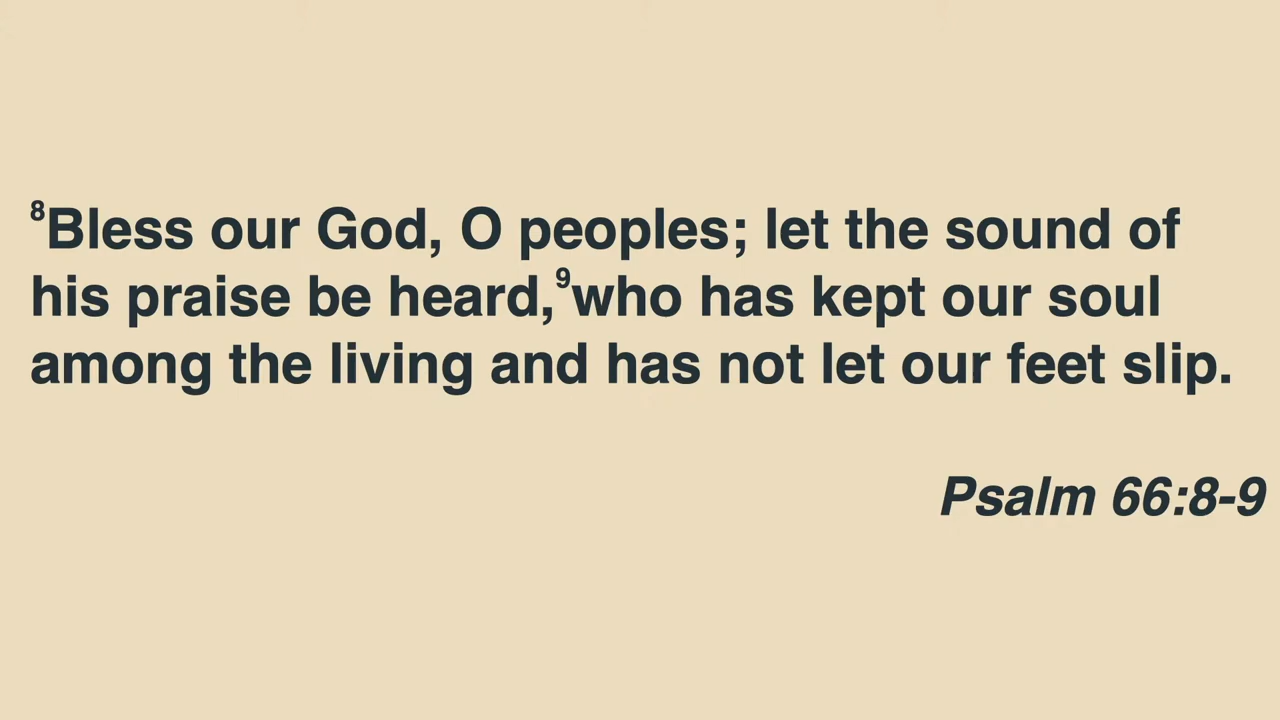 ⁸Bless our God, O peoples; let the sound of
his praise be heard,⁹who has kept our soul
among the living and has not let our feet slip.
Psalm 66:8-9